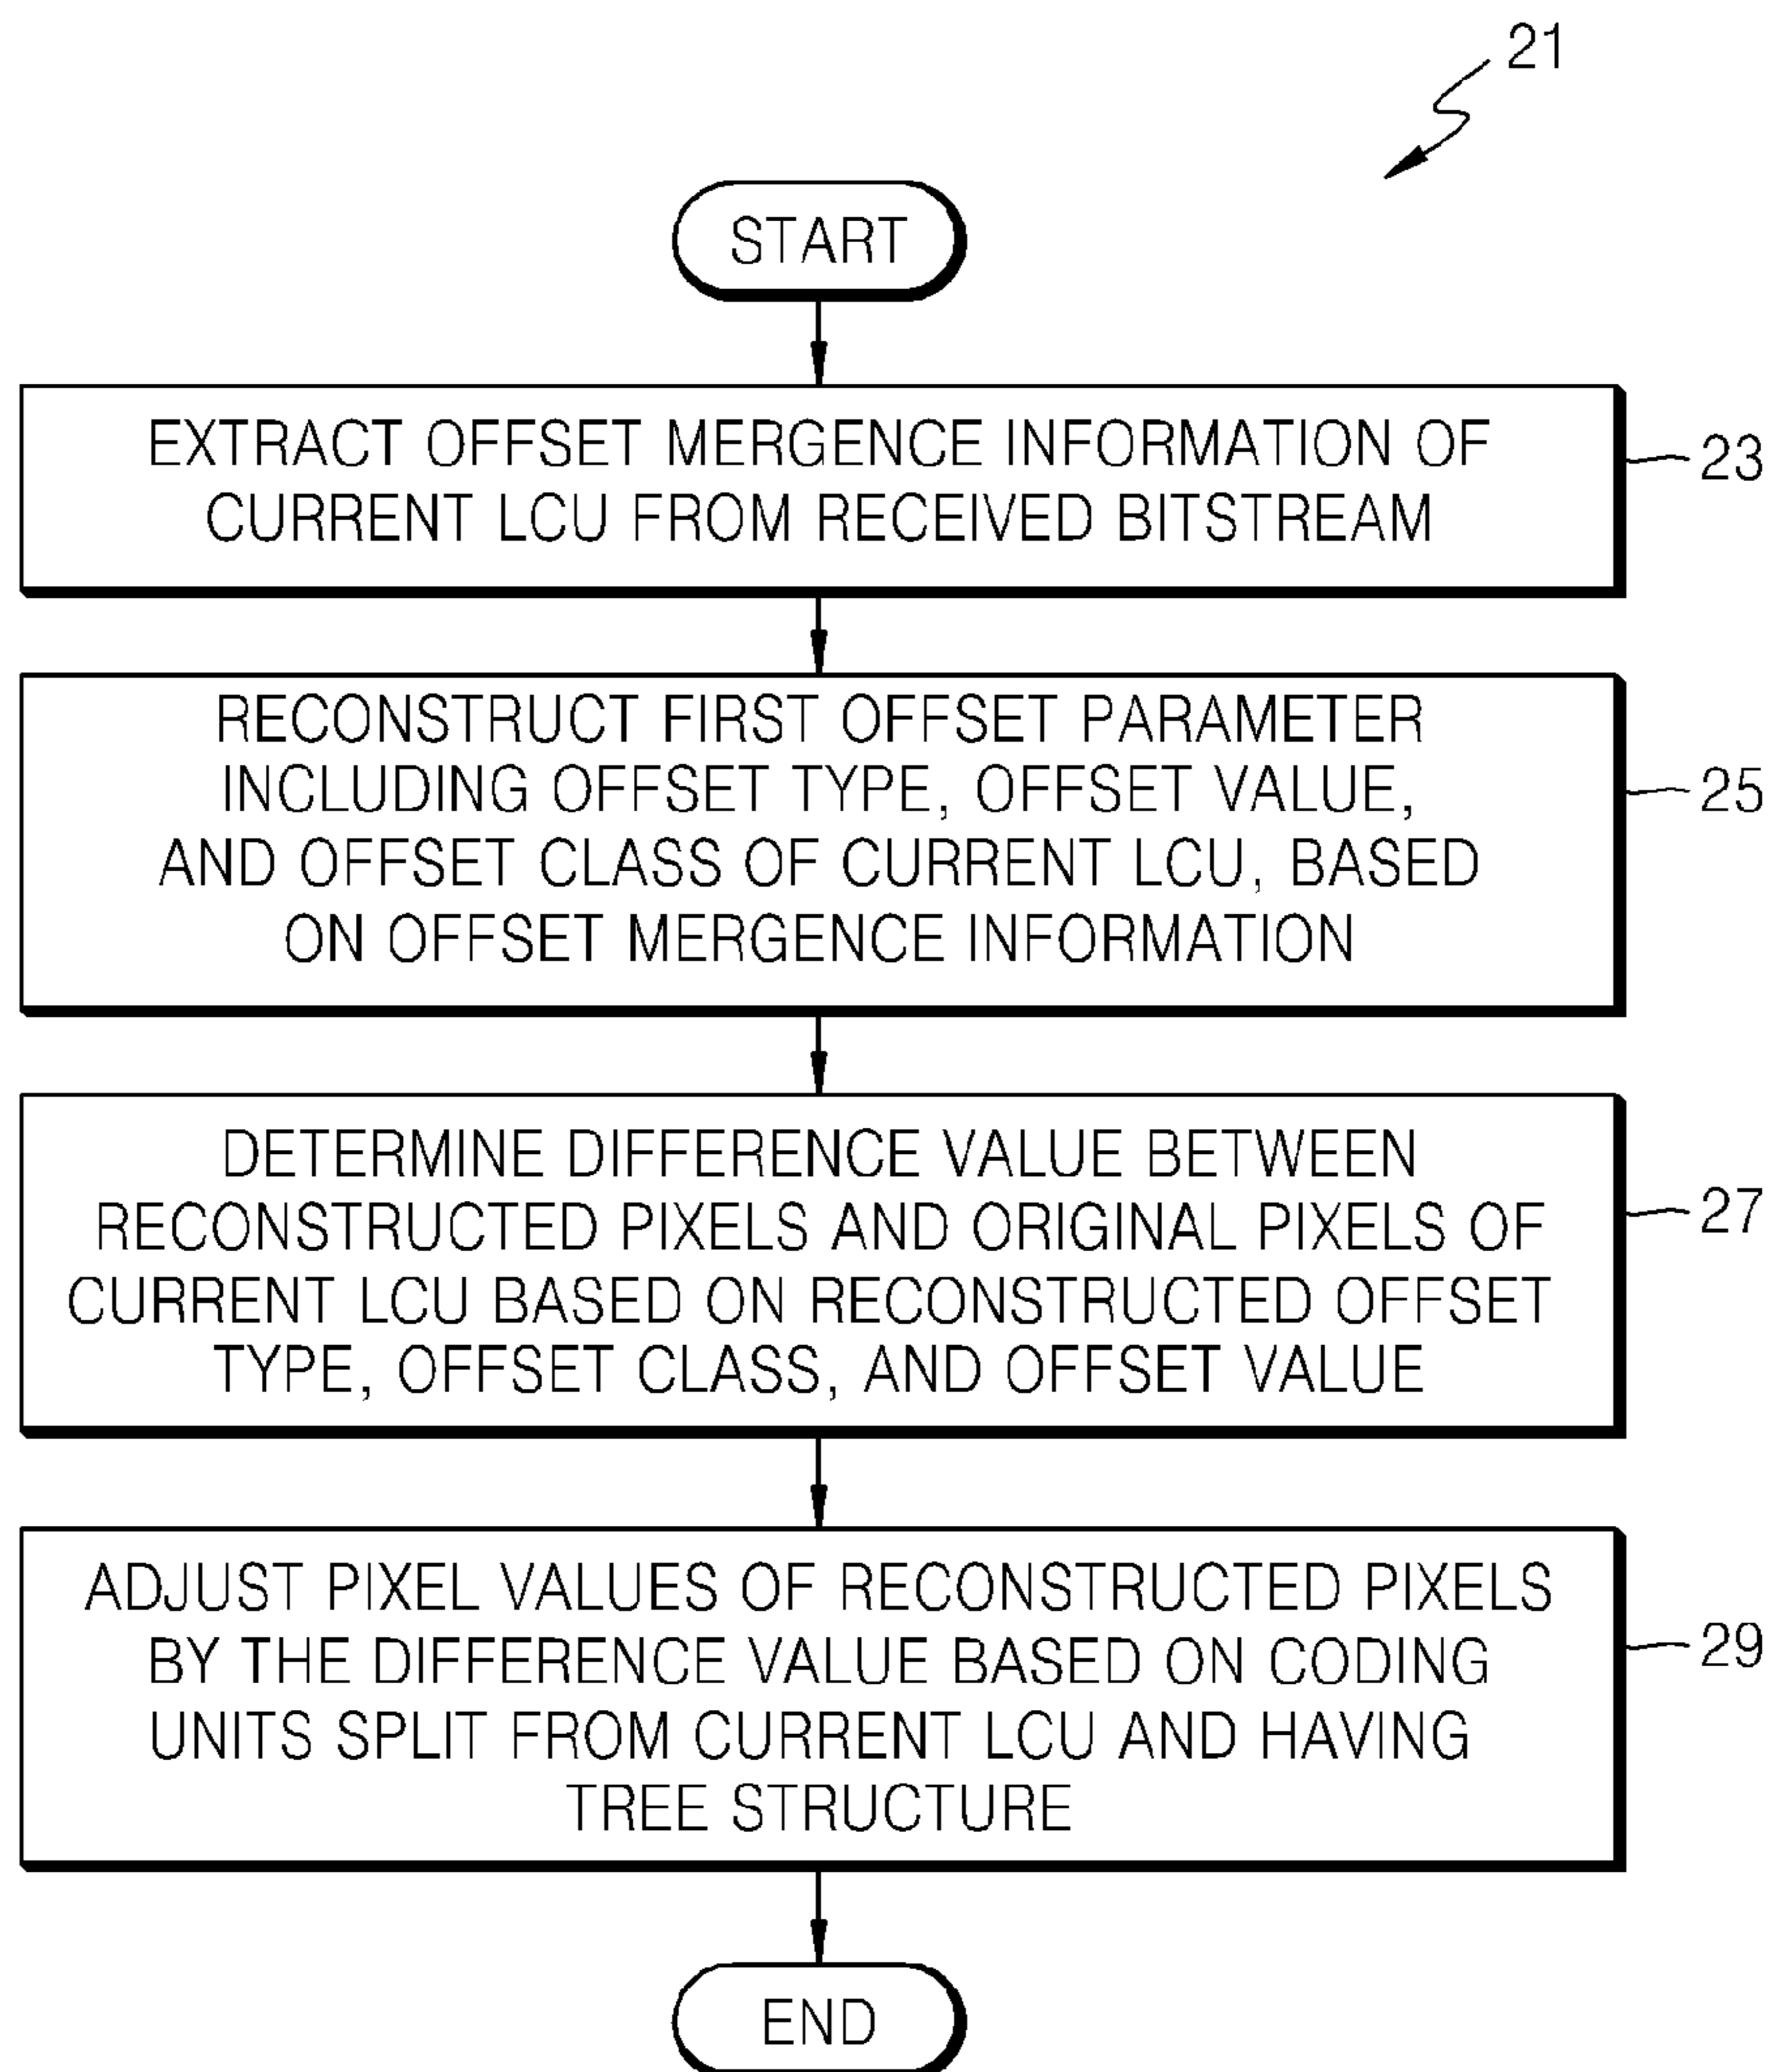 21
START
EXTRACT OFFSET MERGENCE INFORMATION OF
CURRENT LCU FROM RECEIVED BITSTREAM
23
RECONSTRUCT FIRST OFFSET PARAMETER
INCLUDING OFFSET TYPE, OFFSET VALUE,
AND OFFSET CLASS OF CURRENT LCU, BASED
ON OFFSET MERGENCE INFORMATION
25
DETERMINE DIFFERENCE VALUE BETWEEN
RECONSTRUCTED PIXELS AND ORIGINAL PIXELS OF
CURRENT LCU BASED ON RECONSTRUCTED OFFSET
TYPE, OFFSET CLASS, AND OFFSET VALUE
27
ADJUST PIXEL VALUES OF RECONSTRUCTED PIXELS
BY THE DIFFERENCE VALUE BASED ON CODING
UNITS SPLIT FROM CURRENT LCU AND HAVING
TREE STRUCTURE
29
END